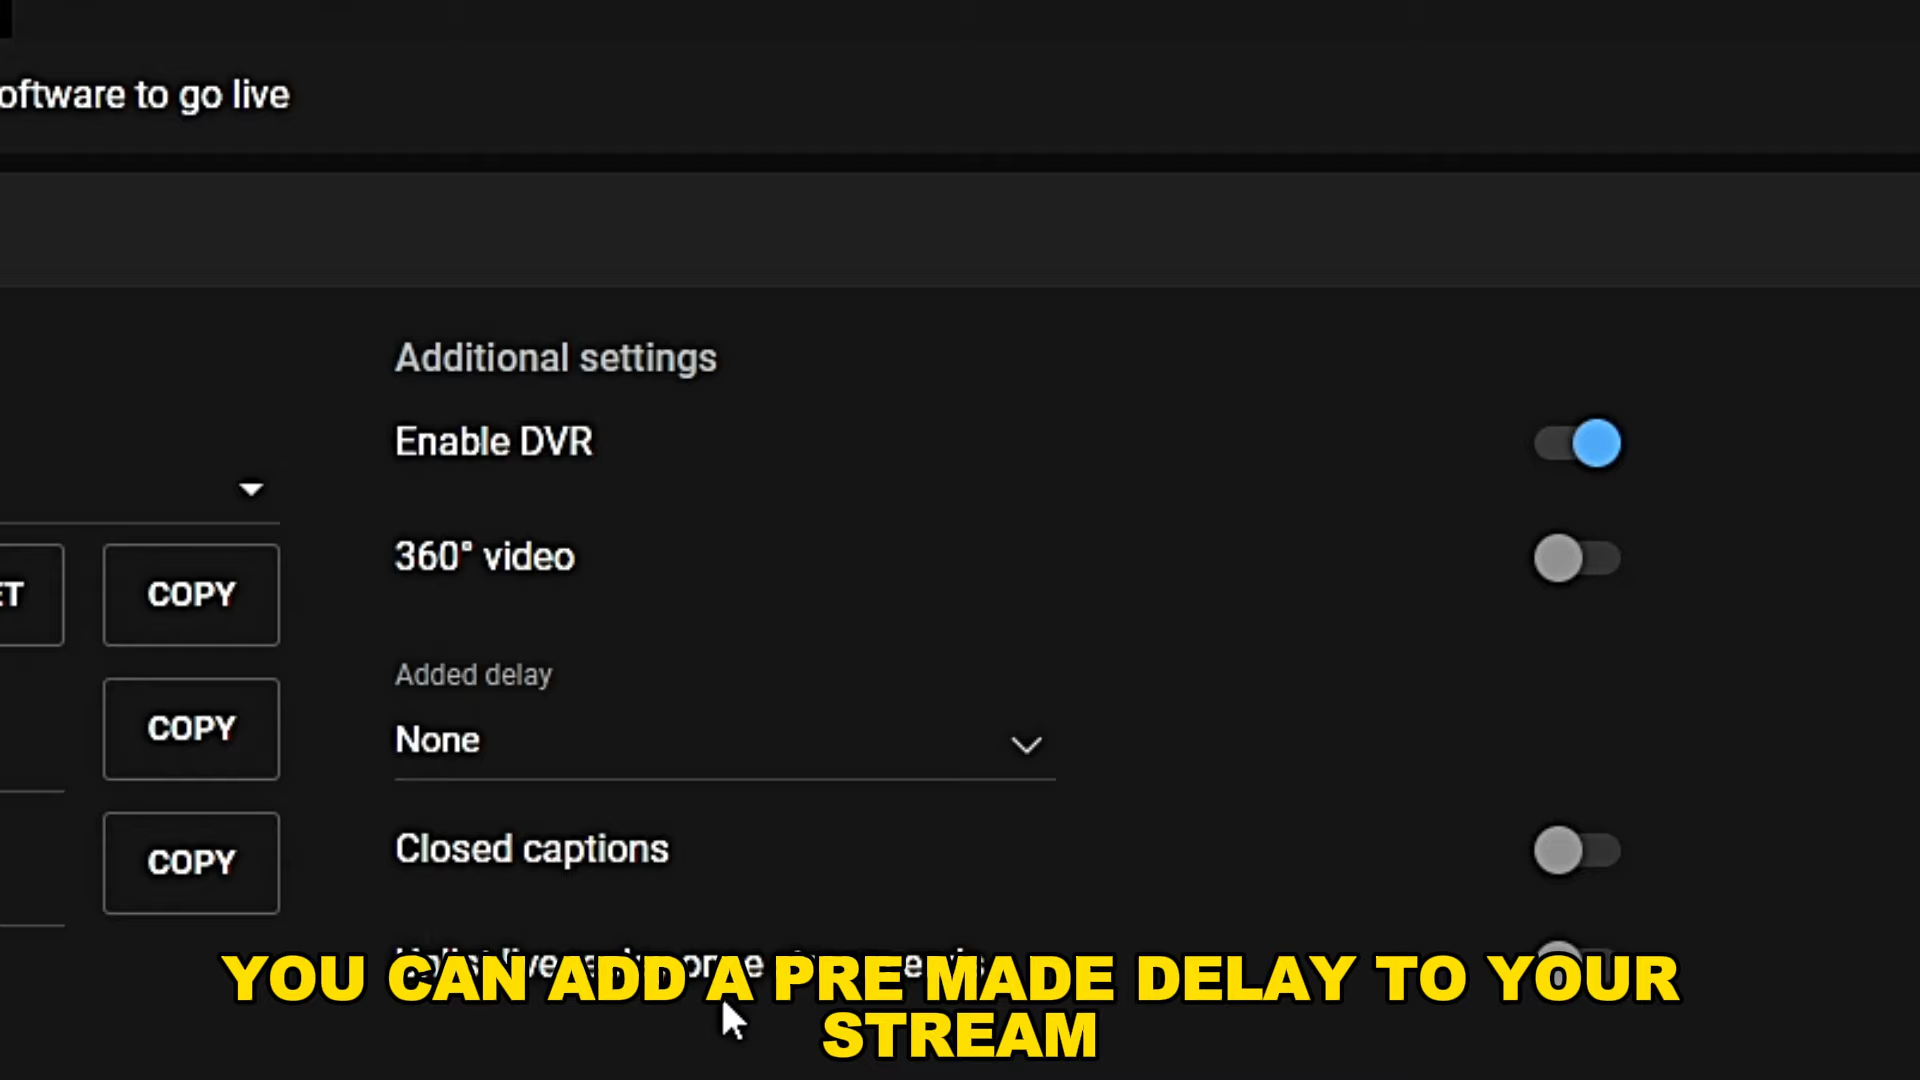 oftware to go live
Additional settings
Enable DVR
360° video
ET
COPY
Added delay
None
COPY
Closed captions
COPY
YOU CAN ADD A PRE MADE DELAY TO YOUR
STREAM